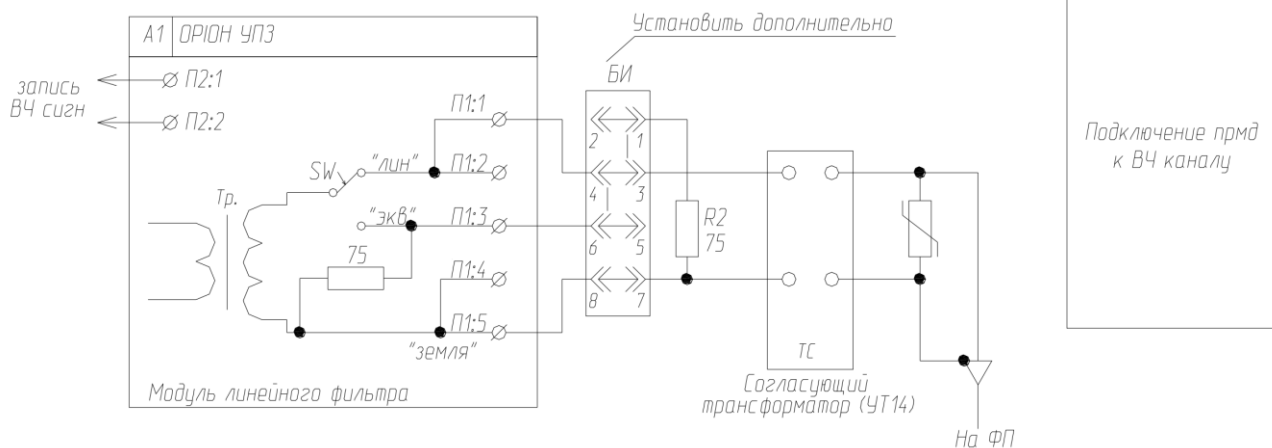 Установить дополнительно
А1 ОРІОН УПЗ
БИ
запись
ВЧ сигн
П2:1
П2:2
П1:1
2 1
Подключение прмд
к ВЧ каналу
SW
"лин"
П1:2
4 3
Тр.
"экв"
П1:3
R2
75
6 5
75
П1:4
8 7
П1:5
"земля"
ТС
Модуль линейного фильтра
Согласующий
трансформатор (УТ14)
На ФП